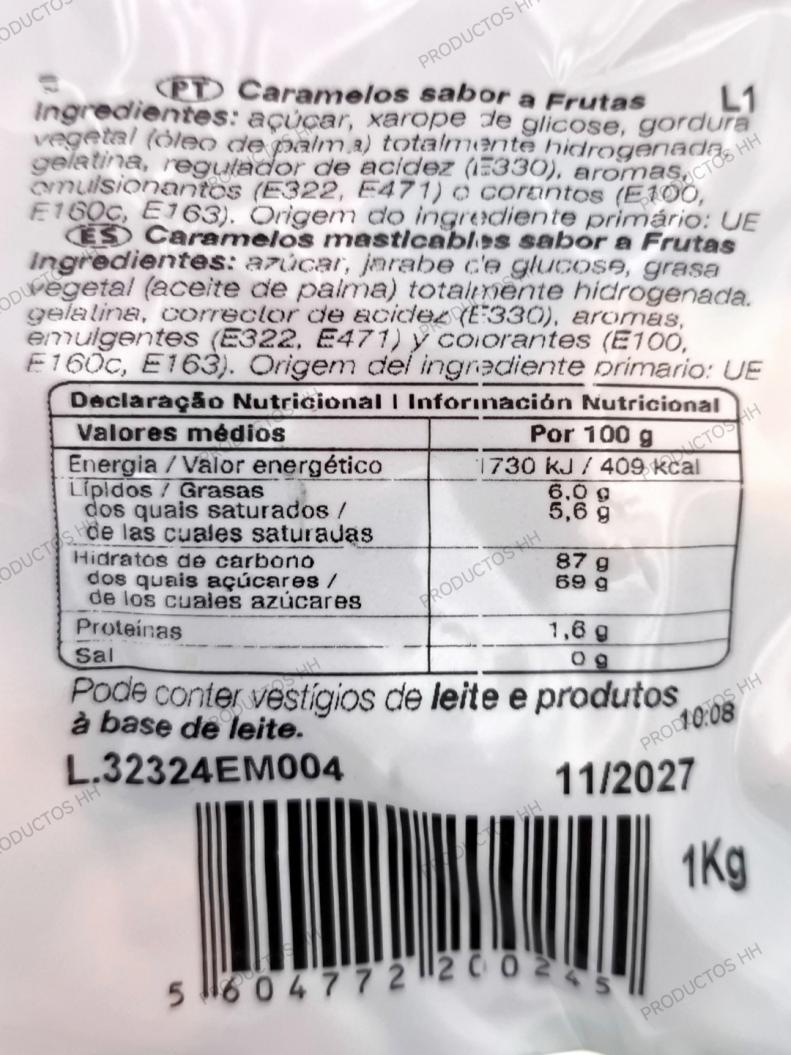 PT Caramelos sabor a Frutas L1
Ingredientes: açúcar, xarope de glicose, gordura
vegetal (óleo de palma) totalmente hidrogenada,
gelatina, regulador de acidez (E330), aromas,
emulsionantes (E322, E471) e corantes (E100,
E160c, E163). Origem do ingrediente primário: UE
ES Caramelos masticables sabor a Frutas
Ingredientes: azúcar, jarabe de glucosa, grasa
vegetal (aceite de palma) totalmente hidrogenada.
gelatina, corrector de acidez (E330), aromas,
emulgentes (E322, E471) y colorantes (E100,
E160c, E163). Origem del ingrediente primario: UE
Declaração Nutricional | Información Nutricional
Valores médios Por 100 g
Energia / Valor energético 1730 kJ / 409 kcal
Lípidos / Grasas 6,0 g
dos quais saturados / 5,6 g
de las cuales saturadas
Hidratos de carbono 87 g
dos quais açúcares / 69 g
de los cuales azúcares
Proteínas 1,6 g
Sal 0 g
Pode conter vestígios de leite e produtos
à base de leite.
10:08
L.32324EM004 11/2027
1Kg
5 604772 200245
PRODUCTOS HH